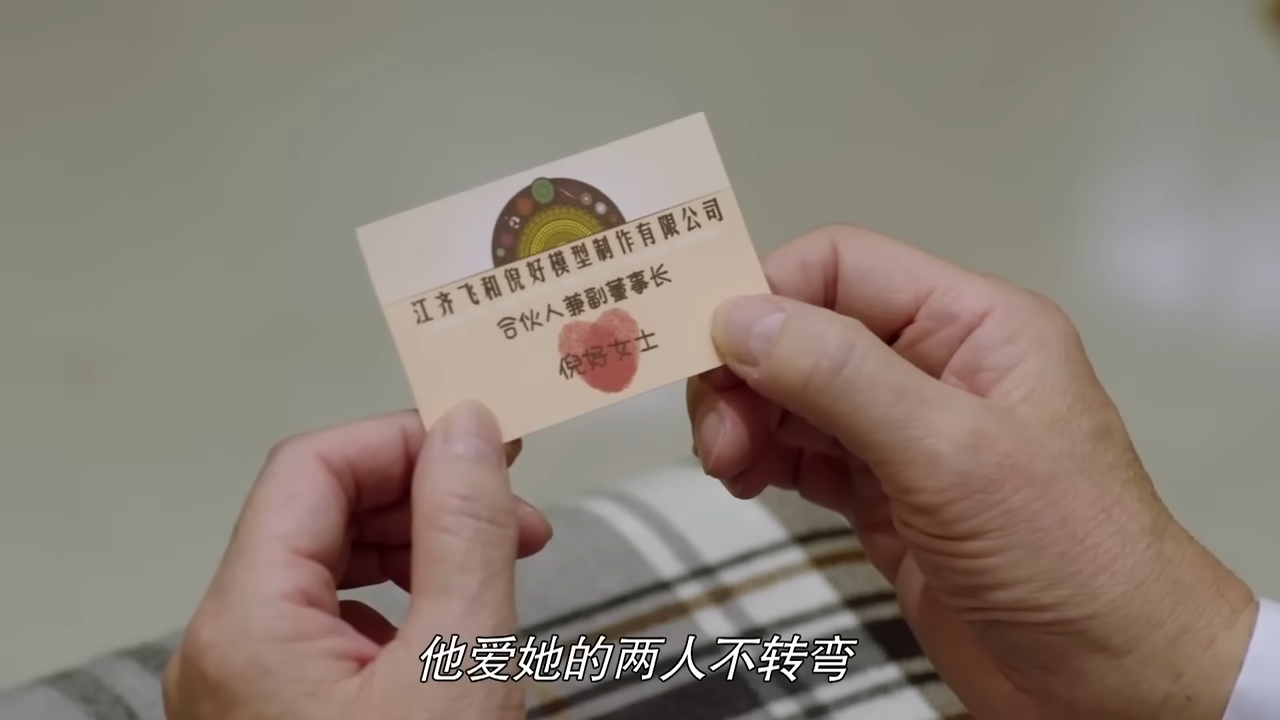 江齐飞和倪好模型制作有限公司
合伙人兼副董事长
倪好女士
他爱她的两人不转弯